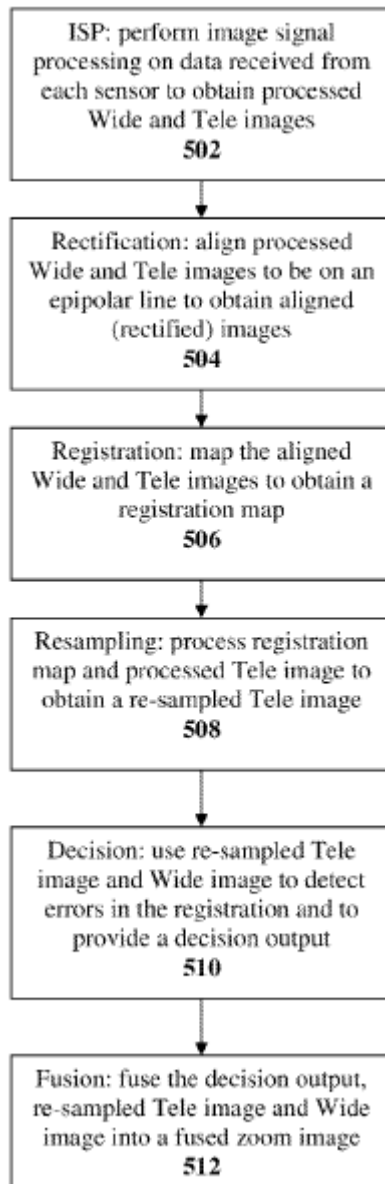 ISP: perform image signal
processing on data received from
each sensor to obtain processed
Wide and Tele images
502
Rectification: align processed
Wide and Tele images to be on an
epipolar line to obtain aligned
(rectified) images
504
Registration: map the aligned
Wide and Tele images to obtain a
registration map
506
Resampling: process registration
map and processed Tele image to
obtain a re-sampled Tele image
508
Decision: use re-sampled Tele
image and Wide image to detect
errors in the registration and to
provide a decision output
510
Fusion: fuse the decision output,
re-sampled Tele image and Wide
image into a fused zoom image
512